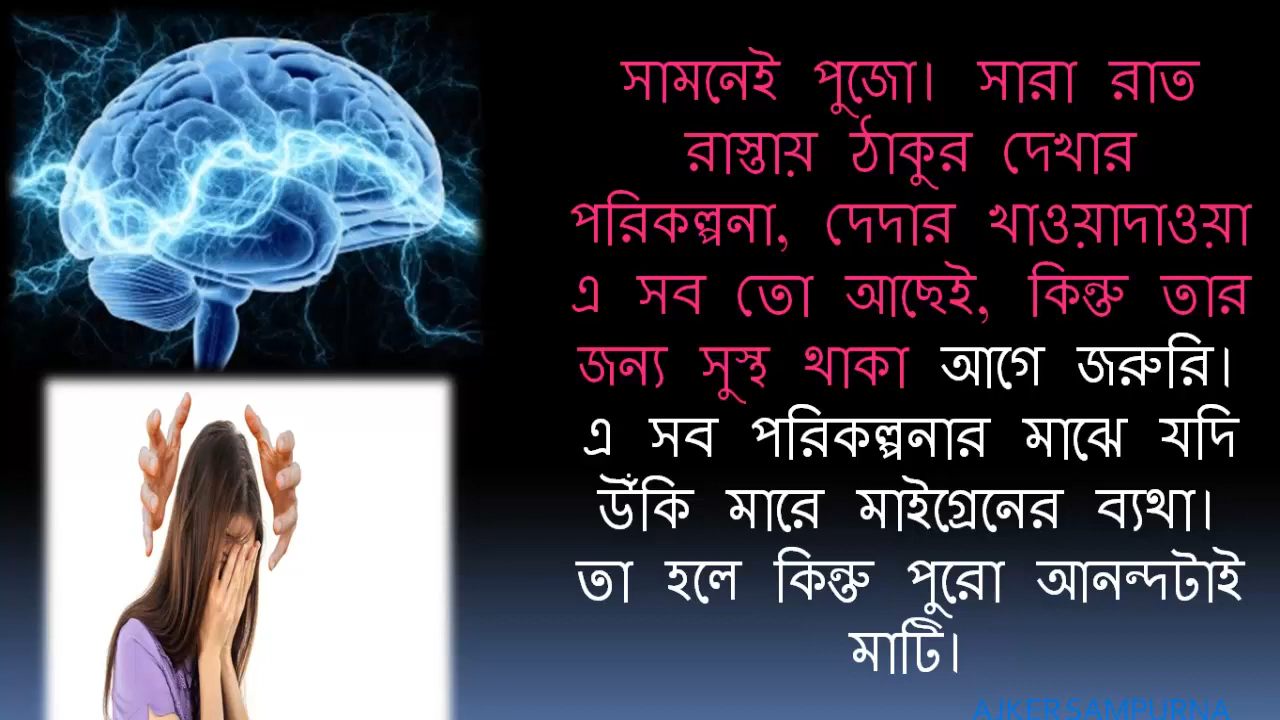 সামনেই পুজো। সারা রাত
রাস্তায় ঠাকুর দেখার
পরিকল্পনা, দেদার খাওয়াদাওয়া
এ সব তো আছেই, কিন্তু তার
জন্য সুস্থ থাকা আগে জরুরি।
এ সব পরিকল্পনার মাঝে যদি
উঁকি মারে মাইগ্রেনের ব্যথা।
তা হলে কিন্তু পুরো আনন্দটাই
মাটি।
AJKER SAMPURNA